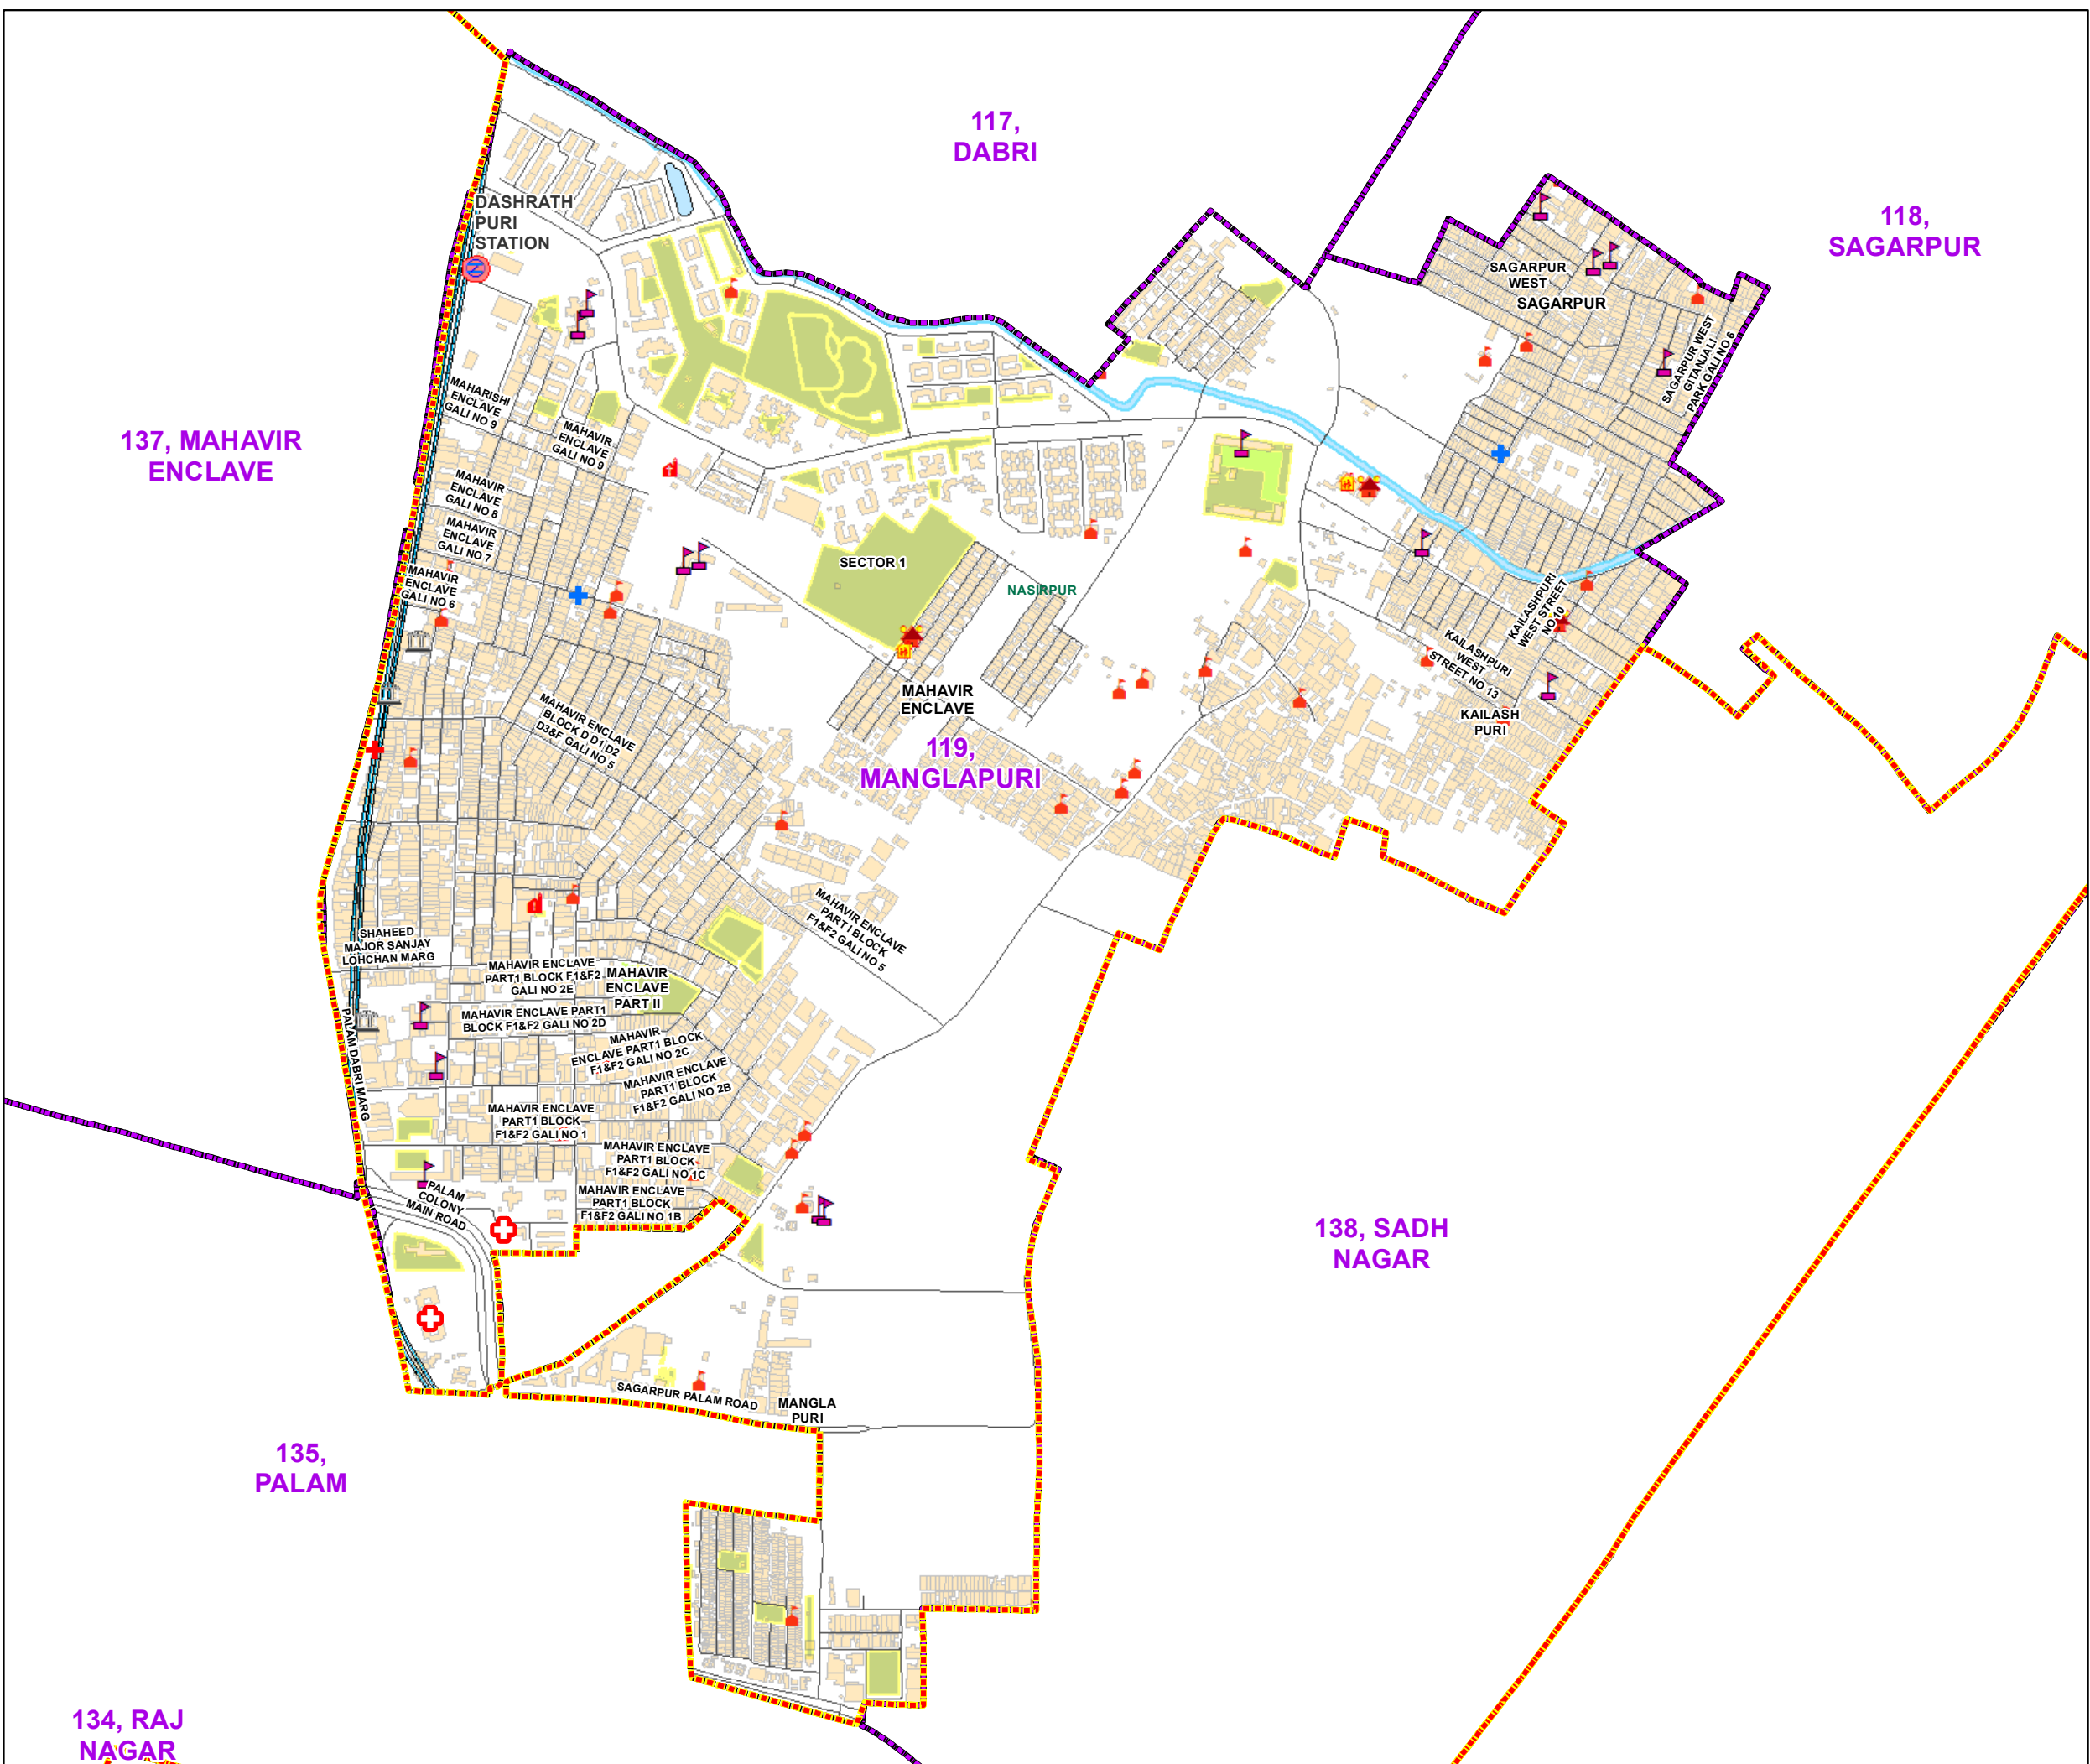 117,
DABRI
118,
SAGARPUR
DASHRATH
PURI
STATION
SAGARPUR
WEST
SAGARPUR
SAGARPUR WEST
GITANJALI
PARK GALI NO 6
MAHARISHI
ENCLAVE
GALI NO 9
MAHAVIR
ENCLAVE
GALI NO 9
137, MAHAVIR
ENCLAVE
MAHAVIR
ENCLAVE
GALI NO 8
MAHAVIR
ENCLAVE
GALI NO 7
MAHAVIR
ENCLAVE
GALI NO 6
SECTOR 1
NASIRPUR
KAILASHPURI
WEST STREET
NO 10
KAILASHPURI
WEST
STREET NO 13
KAILASH
PURI
MAHAVIR
ENCLAVE
MAHAVIR ENCLAVE
BLOCK D D1 D2
D3&F GALI NO 5
119,
MANGLAPURI
MAHAVIR ENCLAVE
PART I BLOCK
F1&F2 GALI NO 5
SHAHEED
MAJOR SANJAY
LOHCHAN MARG
MAHAVIR ENCLAVE
PART1 BLOCK F1&F2
GALI NO 2E
MAHAVIR
ENCLAVE
PART II
MAHAVIR ENCLAVE PART1
BLOCK F1&F2 GALI NO 2D
MAHAVIR
ENCLAVE PART1 BLOCK
F1&F2 GALI NO 2C
PALAM DABRI MARG
MAHAVIR ENCLAVE
PART1 BLOCK
F1&F2 GALI NO 2B
MAHAVIR ENCLAVE
PART1 BLOCK
F1&F2 GALI NO 1
MAHAVIR ENCLAVE
PART1 BLOCK
F1&F2 GALI NO 1C
MAHAVIR ENCLAVE
PART1 BLOCK
F1&F2 GALI NO 1B
PALAM
COLONY
MAIN ROAD
138, SADH
NAGAR
SAGARPUR PALAM ROAD
MANGLA
PURI
135,
PALAM
134, RAJ
NAGAR